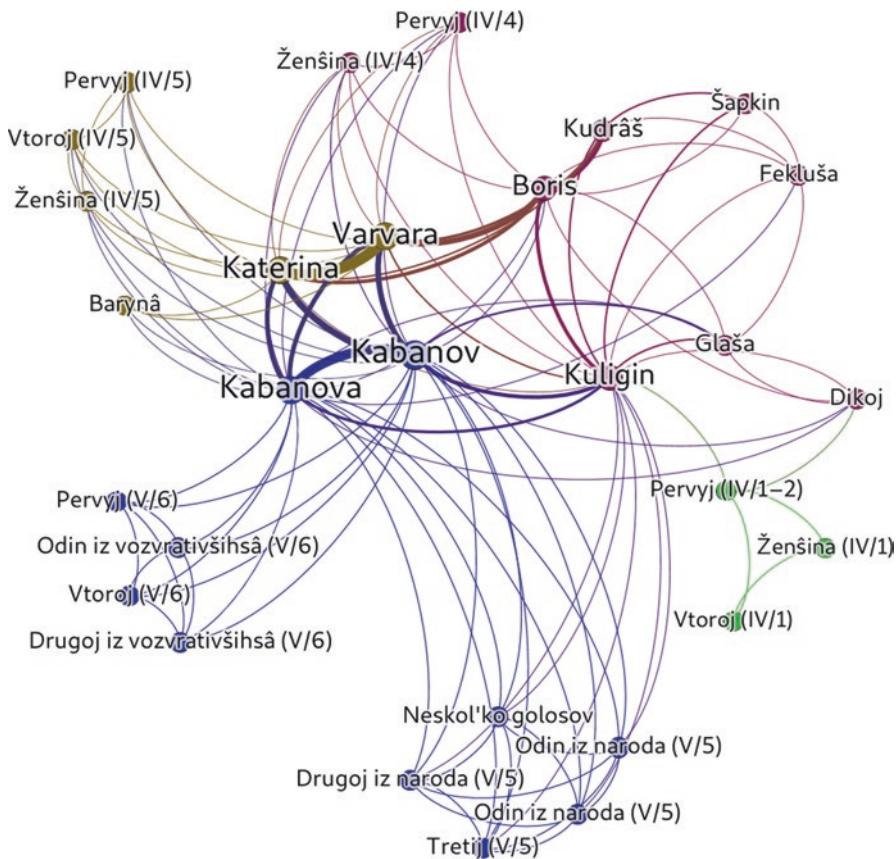 Pervyj (IV/4)
Ženŝina (IV/4)
Pervyj (IV/5)
Šapkin
Kudrâš
Vtoroj (IV/5)
Fekluša
Boris
Ženŝina (IV/5)
Varvara
Katerina
Barynâ
Glaša
Kabanov
Kuligin
Kabanova
Dikoj
Pervyj (IV/1–2)
Pervyj (V/6)
Odin iz vozvrativšihsâ (V/6)
Ženŝina (IV/1)
Vtoroj (V/6)
Vtoroj (IV/1)
Drugoj iz vozvrativšihsâ (V/6)
Neskol'ko golosov
Odin iz naroda (V/5)
Drugoj iz naroda (V/5)
Odin iz naroda (V/5)
Tretij (V/5)